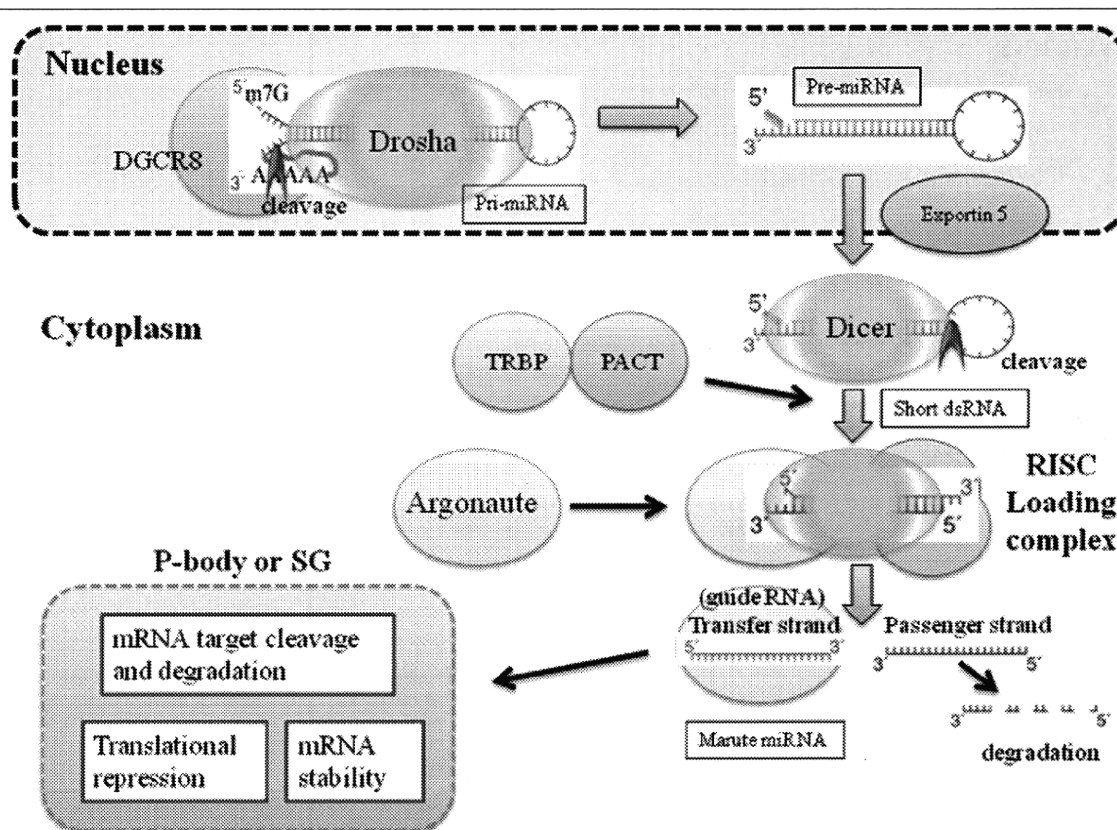 Nucleus
5' m7G
DGCR8
Drosha
3' AAAAA
cleavage
Pri-miRNA
5'
Pre-miRNA
3'
Exportin 5
Cytoplasm
5'
3'
Dicer
cleavage
TRBP
PACT
Short dsRNA
Argonaute
5'
3'
3'
5'
RISC
Loading
complex
P-body or SG
mRNA target cleavage
and degradation
Translational
repression
mRNA
stability
(guide RNA)
Transfer strand
5' 3'
Passenger strand
3' 5'
Marute miRNA
3' 5'
degradation